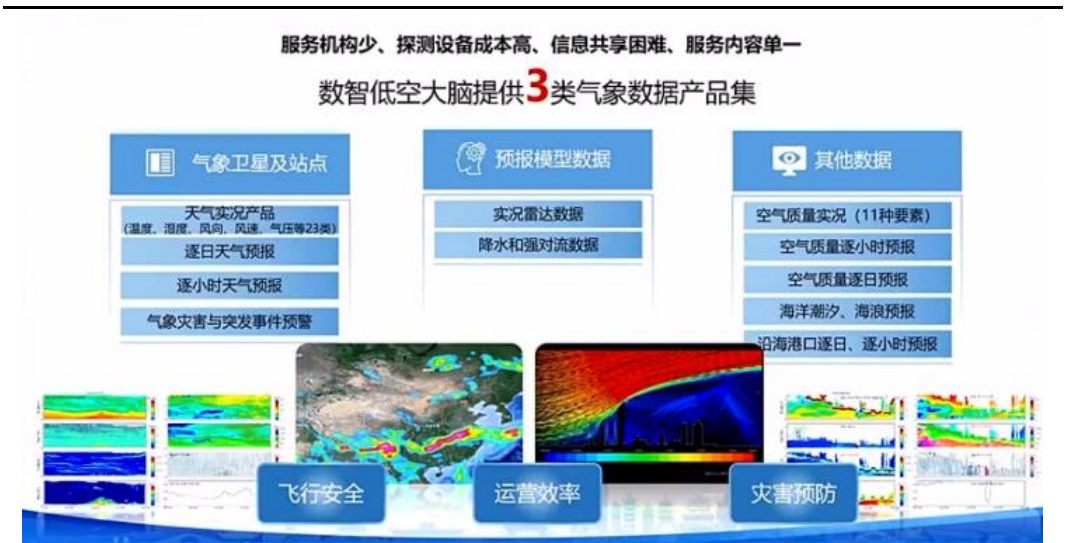 服务机构少、探测设备成本高、信息共享困难、服务内容单一
数智低空大脑提供3类气象数据产品集
气象卫星及站点
天气实况产品
(温度、湿度、风向、风速、气压等23类)
逐日天气预报
逐小时天气预报
气象灾害与突发事件预警
预报模型数据
实况雷达数据
降水和强对流数据
其他数据
空气质量实况（11种要素）
空气质量逐小时预报
空气质量逐日预报
海洋潮汐、海浪预报
沿海港口逐日、逐小时预报
飞行安全
运营效率
灾害预防